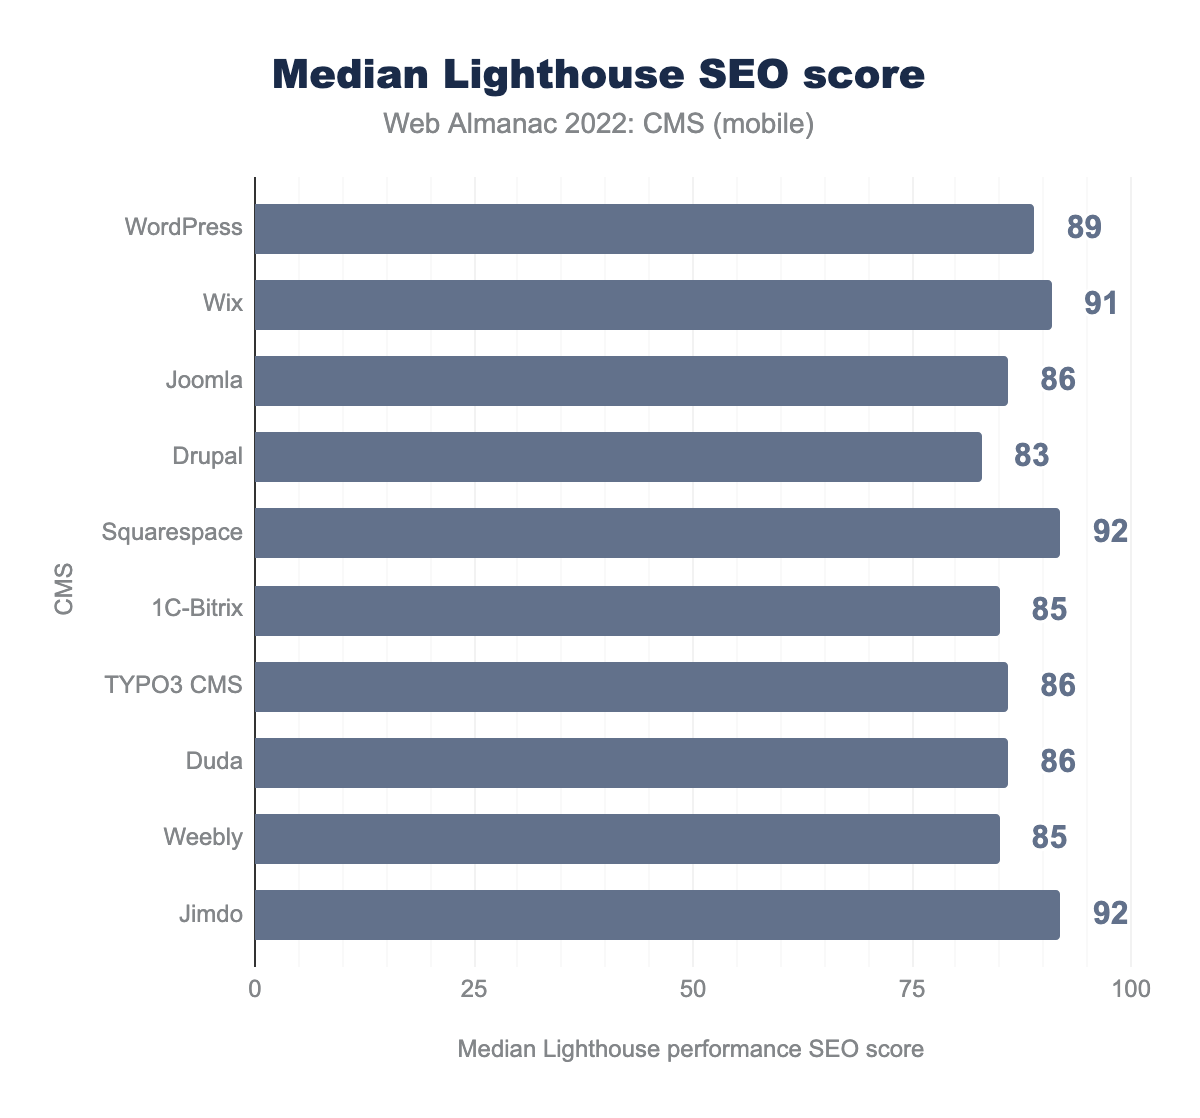 Median Lighthouse SEO score
Web Almanac 2022: CMS (mobile)
WordPress 89
Wix 91
Joomla 86
Drupal 83
Squarespace 92
CMS
1C-Bitrix 85
TYPO3 CMS 86
Duda 86
Weebly 85
Jimdo 92
0 25 50 75 100
Median Lighthouse performance SEO score